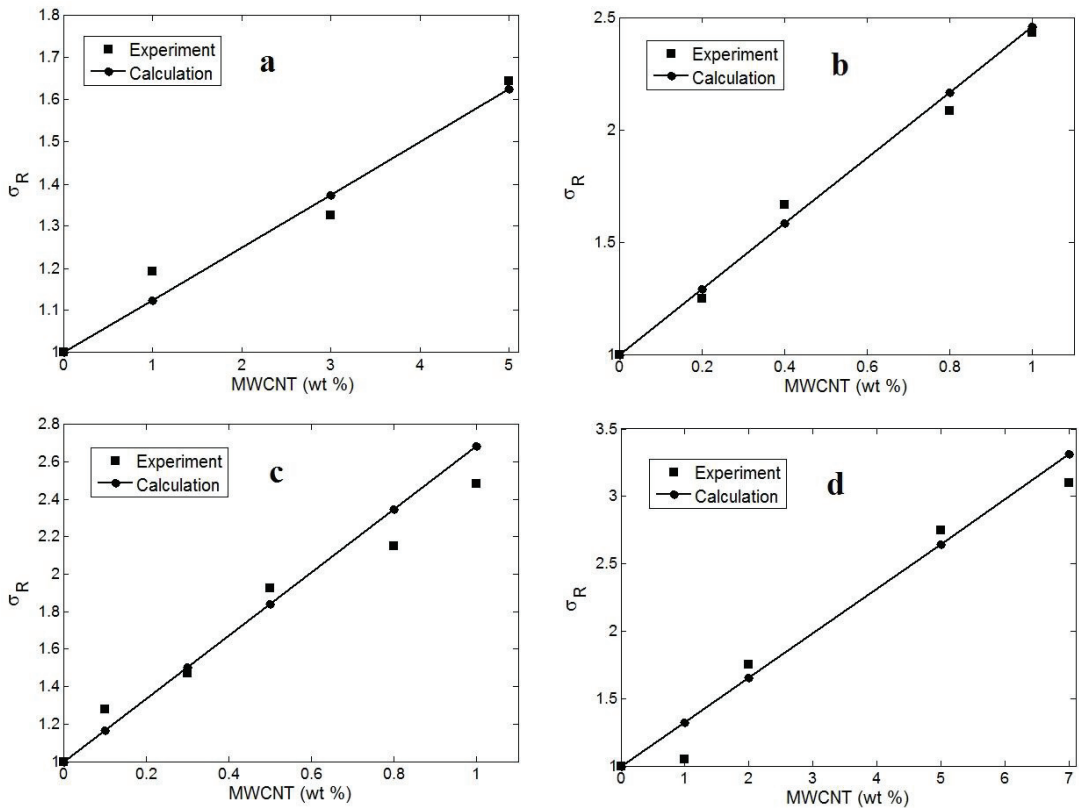 1.8
1.7
1.6
1.5
1.4
1.3
1.2
1.1
1
σR
Experiment
Calculation
a
0 1 2 3 4 5
MWCNT (wt %)
2.5
2
1.5
1
σR
Experiment
Calculation
b
0 0.2 0.4 0.6 0.8 1
MWCNT (wt %)
2.8
2.6
2.4
2.2
2
1.8
1.6
1.4
1.2
1
σR
Experiment
Calculation
c
0 0.2 0.4 0.6 0.8 1
MWCNT (wt %)
3.5
3
2.5
2
1.5
1
σR
Experiment
Calculation
d
0 1 2 3 4 5 6 7
MWCNT (wt %)